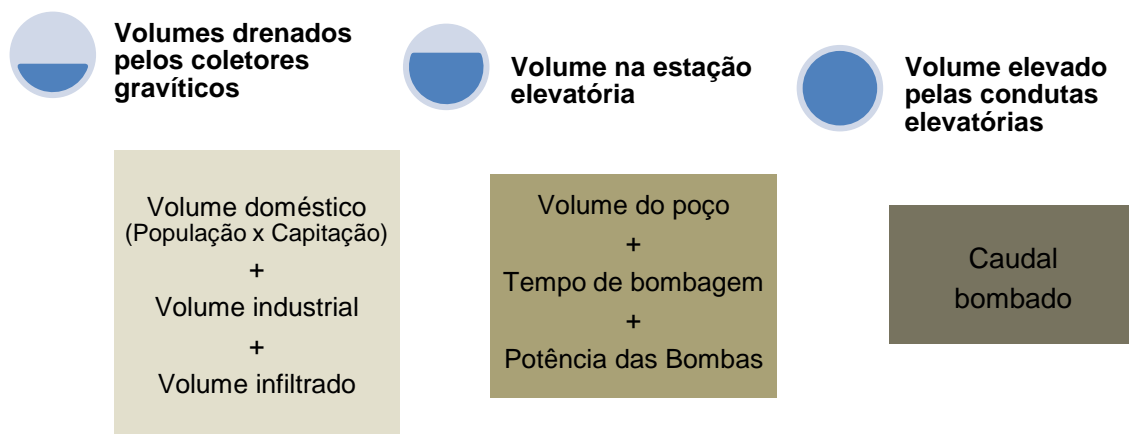 Volumes drenados
pelos coletores
gravíticos
Volume doméstico
(População x Capitação)
+
Volume industrial
+
Volume infiltrado
Volume na estação
elevatória
Volume do poço
+
Tempo de bombagem
+
Potência das Bombas
Volume elevado
pelas condutas
elevatórias
Caudal
bombado